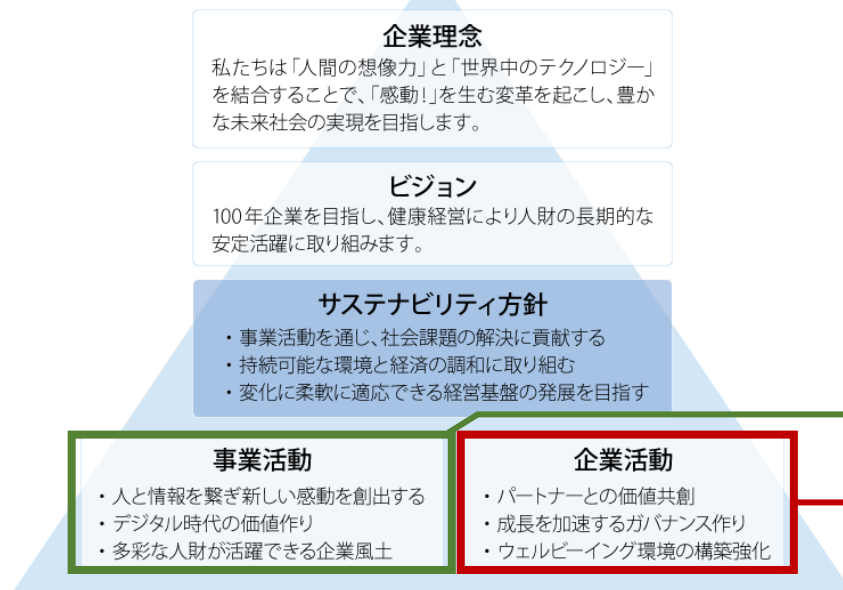 企業理念
私たちは「人間の想像力」と「世界中のテクノロジー」
を結合することで、「感動！」を生む変革を起こし、豊か
な未来社会の実現を目指します。
ビジョン
100年企業を目指し、健康経営により人財の長期的な
安定活躍に取り組みます。
サステナビリティ方針
・事業活動を通じ、社会課題の解決に貢献する
・持続可能な環境と経済の調和に取り組む
・変化に柔軟に適応できる経営基盤の発展を目指す
事業活動
・人と情報を繋ぎ新しい感動を創出する
・デジタル時代の価値作り
・多彩な人財が活躍できる企業風土
企業活動
・パートナーとの価値共創
・成長を加速するガバナンス作り
・ウェルビーイング環境の構築強化